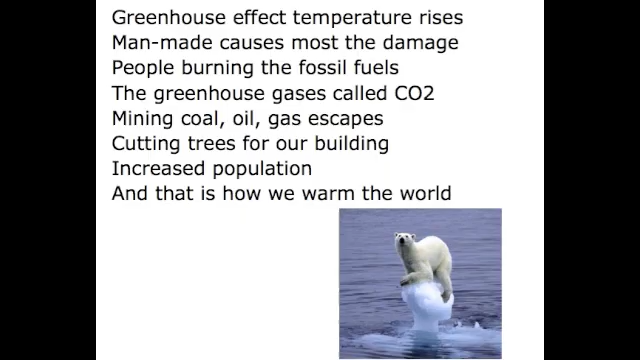 Greenhouse effect temperature rises
Man-made causes most the damage
People burning the fossil fuels
The greenhouse gases called CO2
Mining coal, oil, gas escapes
Cutting trees for our building
Increased population
And that is how we warm the world